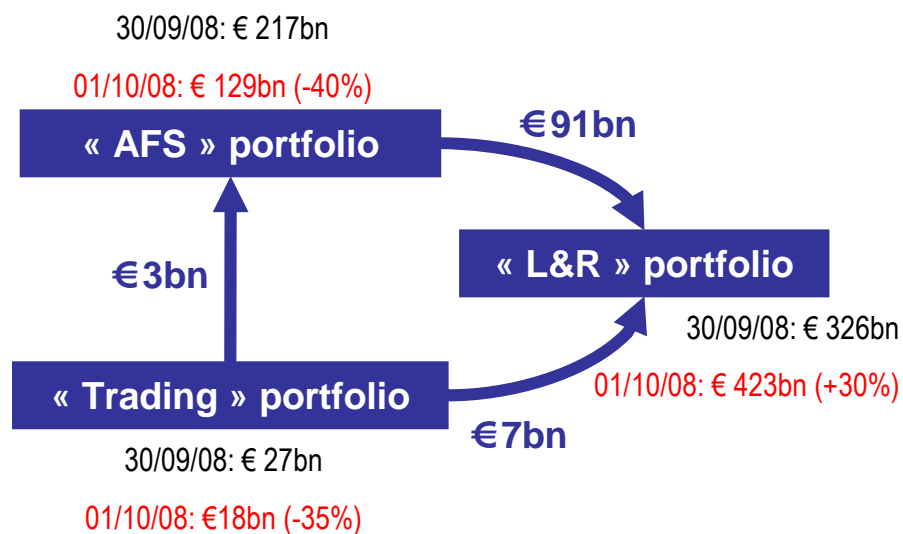 30/09/08: € 217bn
01/10/08: € 129bn (-40%)
« AFS » portfolio
€91bn
€3bn
« L&R » portfolio
30/09/08: € 326bn
01/10/08: € 423bn (+30%)
« Trading » portfolio
€7bn
30/09/08: € 27bn
01/10/08: €18bn (-35%)